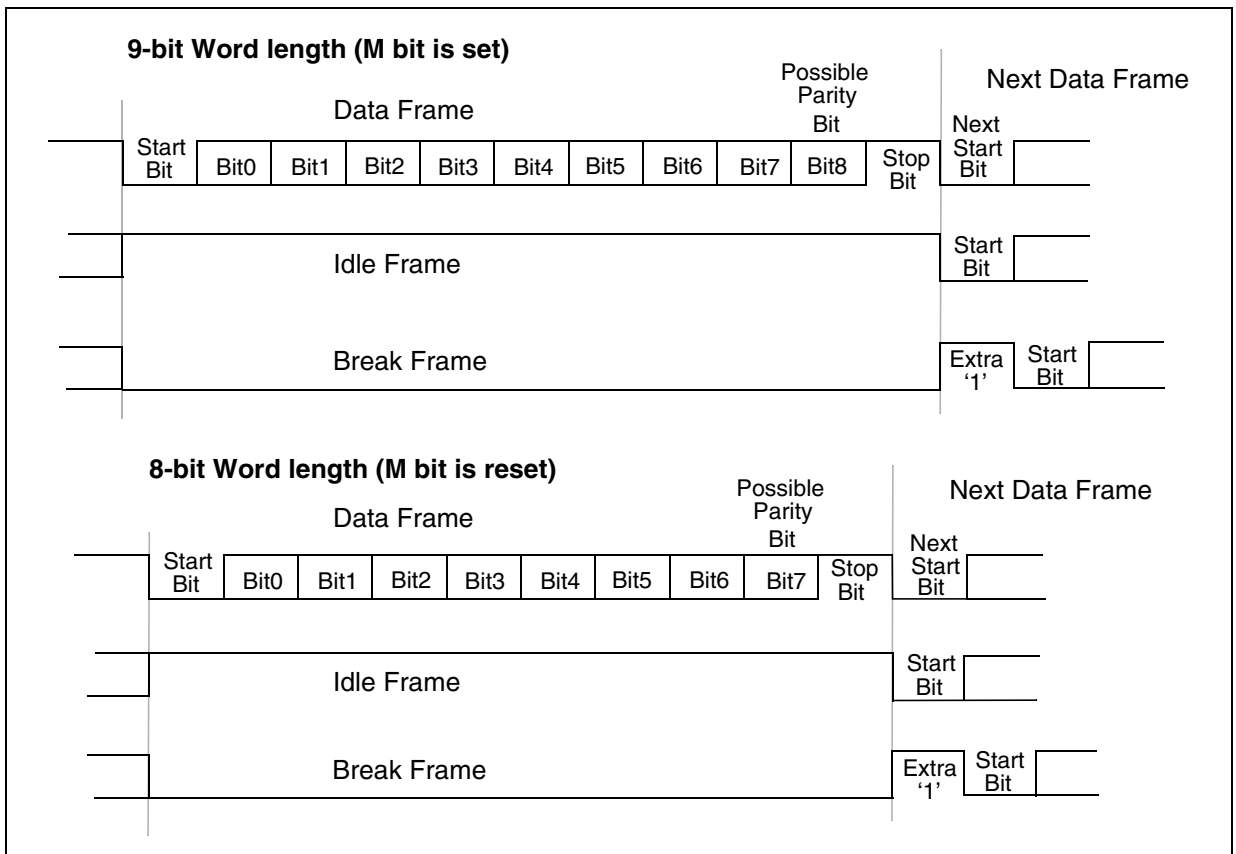 9-bit Word length (M bit is set)
Possible
Parity
Bit
Next Data Frame
Data Frame
Next
Start
Bit
Start
Bit
Bit0
Bit1
Bit2
Bit3
Bit4
Bit5
Bit6
Bit7
Bit8
Stop
Bit
Idle Frame
Start
Bit
Break Frame
Extra
‘1’
Start
Bit
8-bit Word length (M bit is reset)
Possible
Parity
Bit
Next Data Frame
Data Frame
Next
Start
Bit
Start
Bit
Bit0
Bit1
Bit2
Bit3
Bit4
Bit5
Bit6
Bit7
Stop
Bit
Idle Frame
Start
Bit
Break Frame
Extra
‘1’
Start
Bit